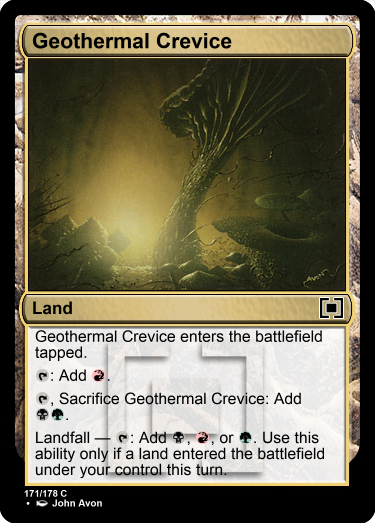 Geothermal Crevice
AVON
Land
Geothermal Crevice enters the battlefield
tapped.
: Add .
, Sacrifice Geothermal Crevice: Add
.
Landfall — : Add , , or . Use this
ability only if a land entered the battlefield
under your control this turn.
171/178 C
• John Avon